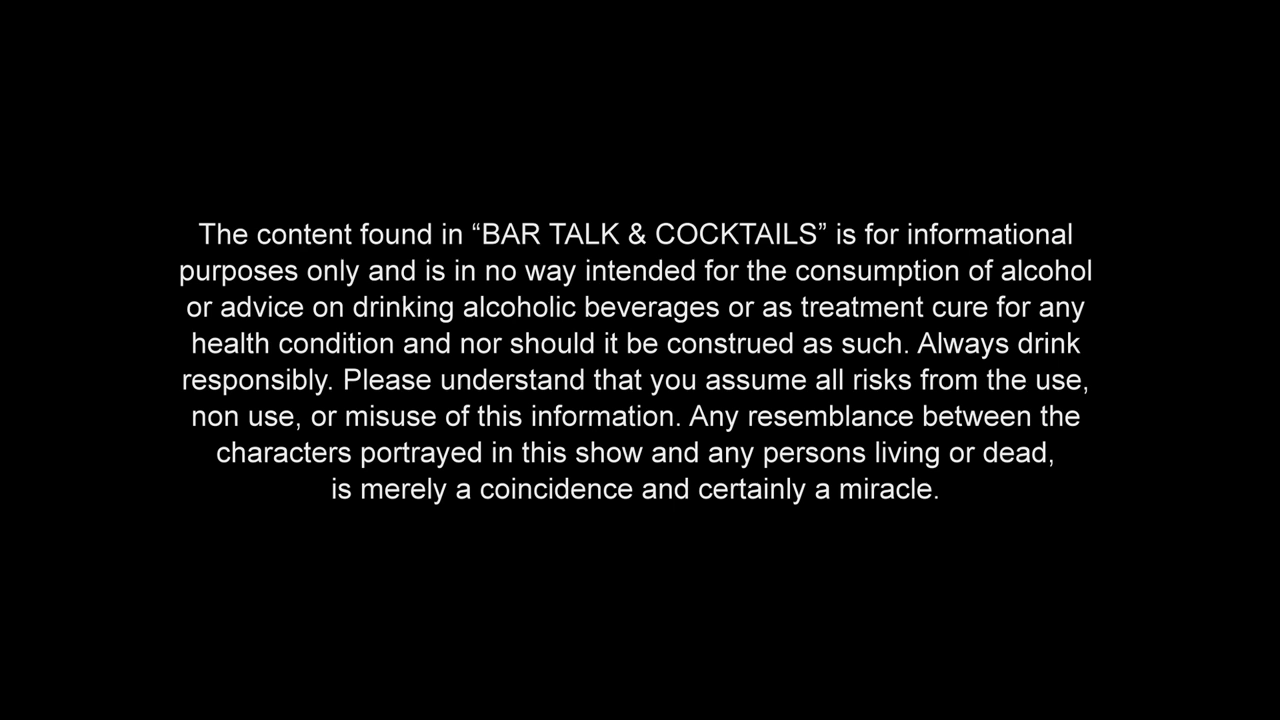 The content found in “BAR TALK & COCKTAILS” is for informational
purposes only and is in no way intended for the consumption of alcohol
or advice on drinking alcoholic beverages or as treatment cure for any
health condition and nor should it be construed as such. Always drink
responsibly. Please understand that you assume all risks from the use,
non use, or misuse of this information. Any resemblance between the
characters portrayed in this show and any persons living or dead,
is merely a coincidence and certainly a miracle.